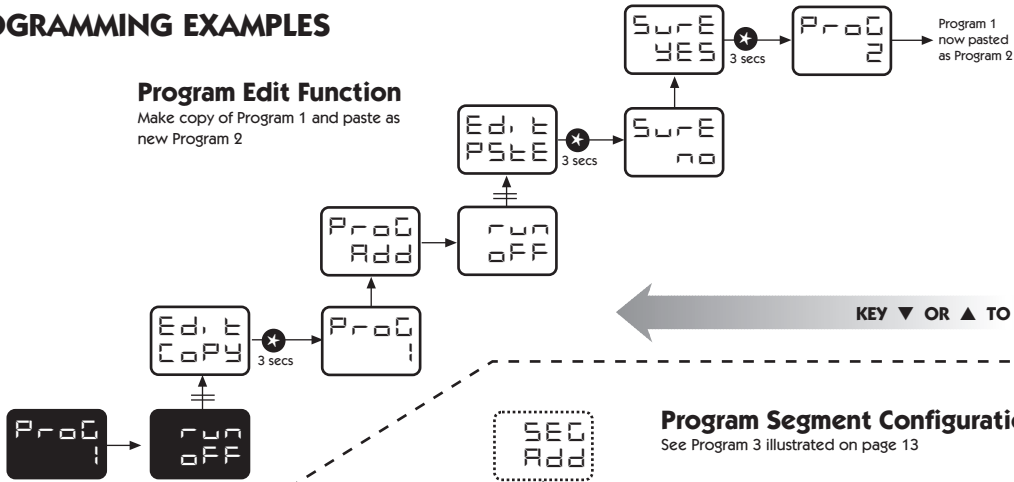 OGRAMMING EXAMPLES
Program Edit Function
Make copy of Program 1 and paste as
new Program 2
SurE
YES
3 secs
ProG
2
Program 1
now pasted
as Program 2
Edit
PStE
3 secs
SurE
no
ProG
Add
run
oFF
Edit
CoPY
3 secs
ProG
1
KEY ▼ OR ▲ TO
ProG
1
run
oFF
SEG
Add
Program Segment Configuratio
See Program 3 illustrated on page 13